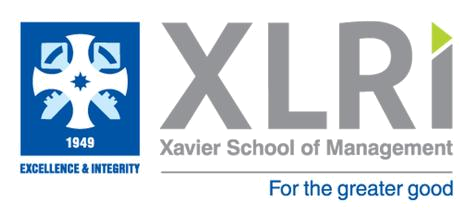 1949
EXCELLENCE & INTEGRITY
XLRi
Xavier School of Management
For the greater good